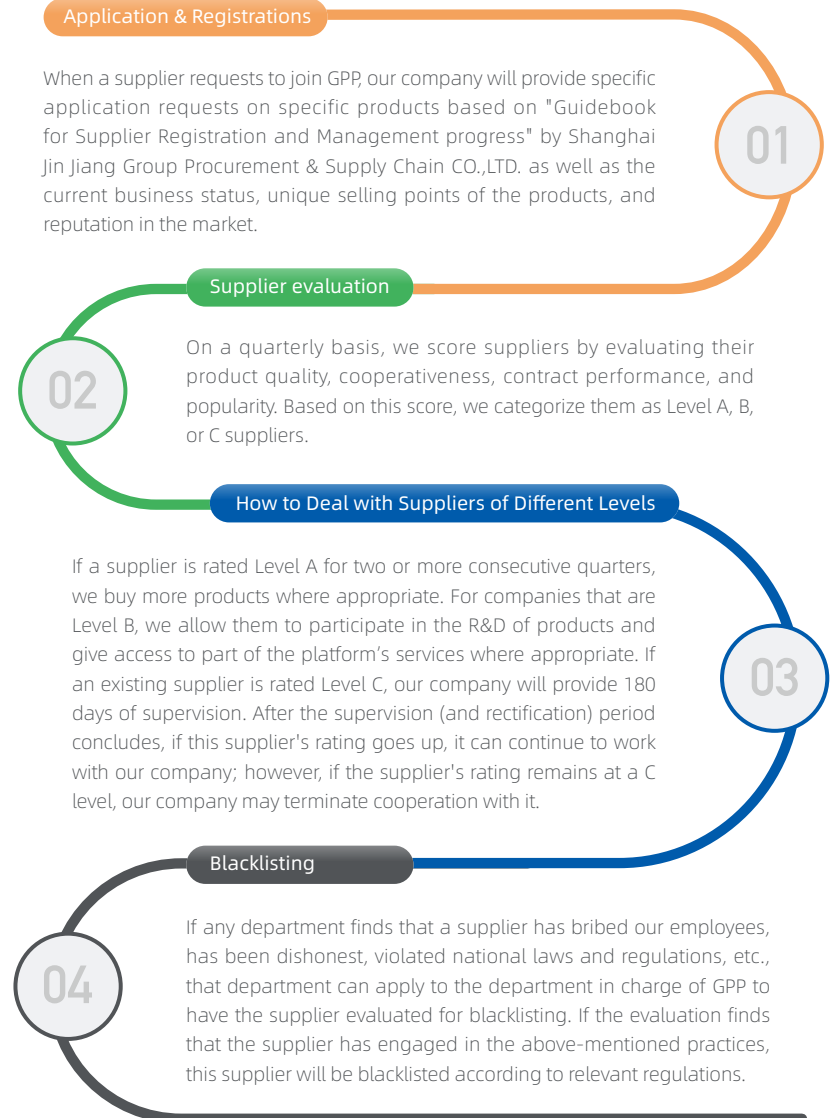 Application & Registrations
When a supplier requests to join GPP, our company will provide specific
application requests on specific products based on "Guidebook
for Supplier Registration and Management progress" by Shanghai
Jin Jiang Group Procurement & Supply Chain CO.,LTD. as well as the
current business status, unique selling points of the products, and
reputation in the market.
01
Supplier evaluation
On a quarterly basis, we score suppliers by evaluating their
product quality, cooperativeness, contract performance, and
popularity. Based on this score, we categorize them as Level A, B,
or C suppliers.
02
How to Deal with Suppliers of Different Levels
If a supplier is rated Level A for two or more consecutive quarters,
we buy more products where appropriate. For companies that are
Level B, we allow them to participate in the R&D of products and
give access to part of the platform’s services where appropriate. If
an existing supplier is rated Level C, our company will provide 180
days of supervision. After the supervision (and rectification) period
concludes, if this supplier's rating goes up, it can continue to work
with our company; however, if the supplier's rating remains at a C
level, our company may terminate cooperation with it.
03
Blacklisting
If any department finds that a supplier has bribed our employees,
has been dishonest, violated national laws and regulations, etc.,
that department can apply to the department in charge of GPP to
have the supplier evaluated for blacklisting. If the evaluation finds
that the supplier has engaged in the above-mentioned practices,
this supplier will be blacklisted according to relevant regulations.
04